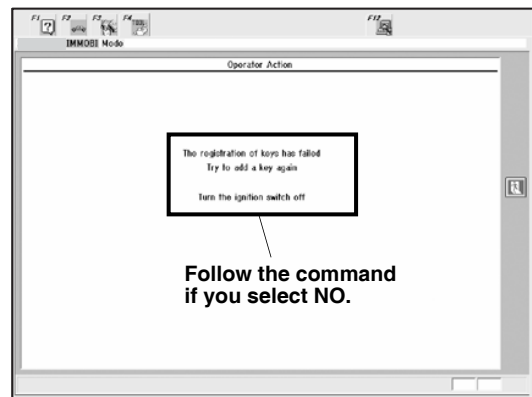 F1 F2 F3 F4 F12
IMMOBI Mode
Operator Action
The registration of keys has failed
Try to add a key again
Turn the ignition switch off
Follow the command
if you select NO.